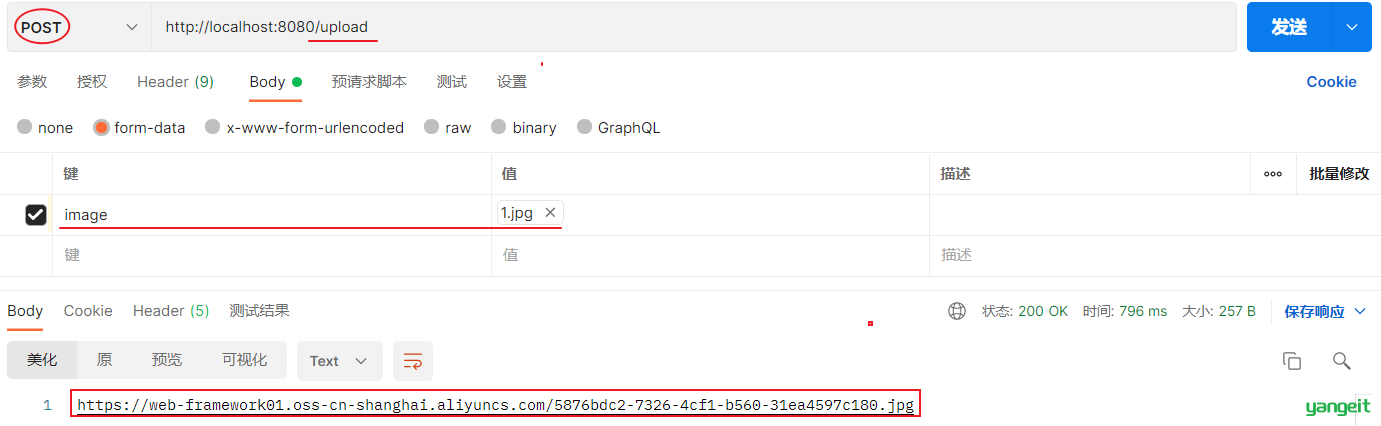 POST http://localhost:8080/upload 发送
参数 授权 Header (9) Body 预请求脚本 测试 设置 Cookie
none form-data x-www-form-urlencoded raw binary GraphQL
键 值 描述 批量修改
image 1.jpg
键 值 描述
Body Cookie Header (5) 测试结果 状态: 200 OK 时间: 796 ms 大小: 257 B 保存响应
美化 原 预览 可视化 Text
1 https://web-framework01.oss-cn-shanghai.aliyuncs.com/5876bdc2-7326-4cf1-b560-31ea4597c180.jpg
yangeit